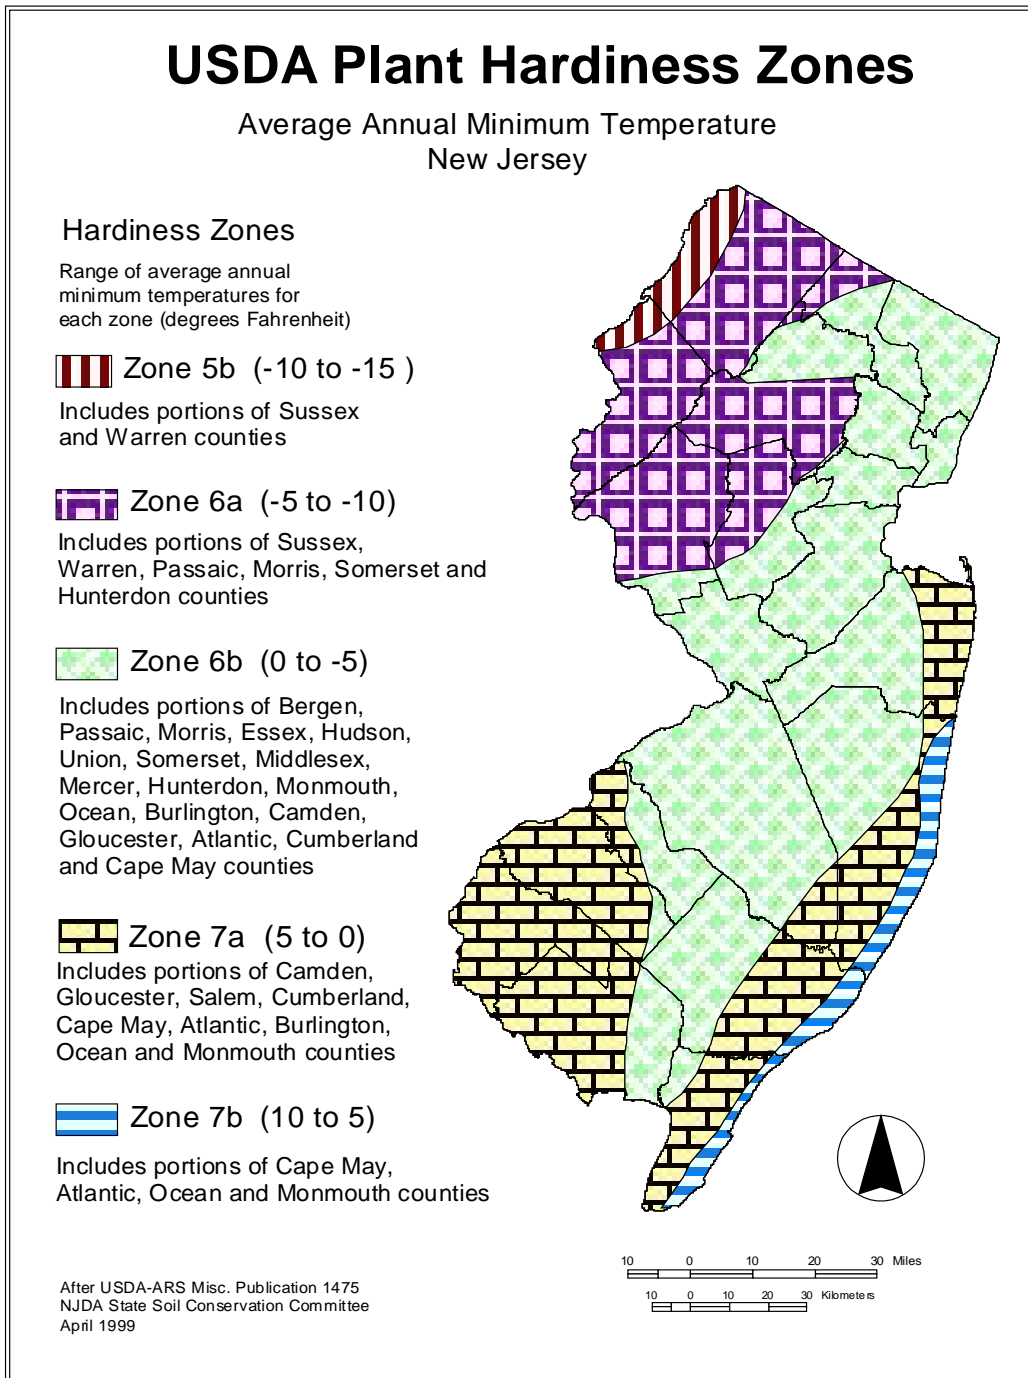 USDA Plant Hardiness Zones
Average Annual Minimum Temperature
New Jersey
Hardiness Zones
Range of average annual
minimum temperatures for
each zone (degrees Fahrenheit)
Zone 5b (-10 to -15 )
Includes portions of Sussex
and Warren counties
Zone 6a (-5 to -10)
Includes portions of Sussex,
Warren, Passaic, Morris, Somerset and
Hunterdon counties
Zone 6b (0 to -5)
Includes portions of Bergen,
Passaic, Morris, Essex, Hudson,
Union, Somerset, Middlesex,
Mercer, Hunterdon, Monmouth,
Ocean, Burlington, Camden,
Gloucester, Atlantic, Cumberland
and Cape May counties
Zone 7a (5 to 0)
Includes portions of Camden,
Gloucester, Salem, Cumberland,
Cape May, Atlantic, Burlington,
Ocean and Monmouth counties
Zone 7b (10 to 5)
Includes portions of Cape May,
Atlantic, Ocean and Monmouth counties
After USDA-ARS Misc. Publication 1475
NJDA State Soil Conservation Committee
April 1999
10 0 10 20 30 Miles
10 0 10 20 30 Kilometers